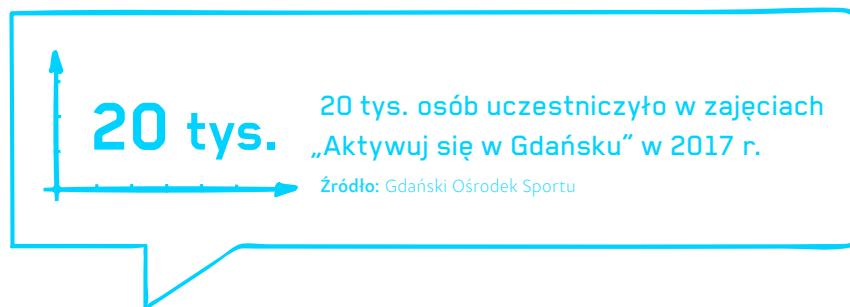 20 tys.
20 tys. osób uczestniczyło w zajęciach
„Aktywuj się w Gdańsku” w 2017 r.
Źródło: Gdański Ośrodek Sportu